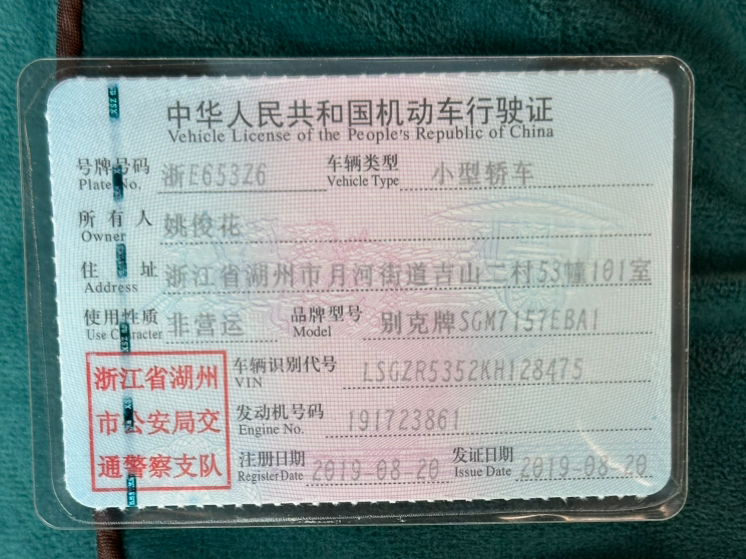 中华人民共和国机动车行驶证
Vehicle License of the People's Republic of China
号牌号码 浙E653Z6 车辆类型 小型轿车
Plate No. Vehicle Type
所有人 姚俊花
Owner
住址 浙江省湖州市月河街道吉山二村53幢101室
Address
使用性质 非营运 品牌型号 别克牌SGM7157EBA1
Use Character Model
车辆识别代号 LSGZR5352KH128475
VIN
发动机号码 191723861
Engine No.
注册日期 2019-08-20 发证日期 2019-08-20
Register Date Issue Date
浙江省湖州
市公安局交
通警察支队